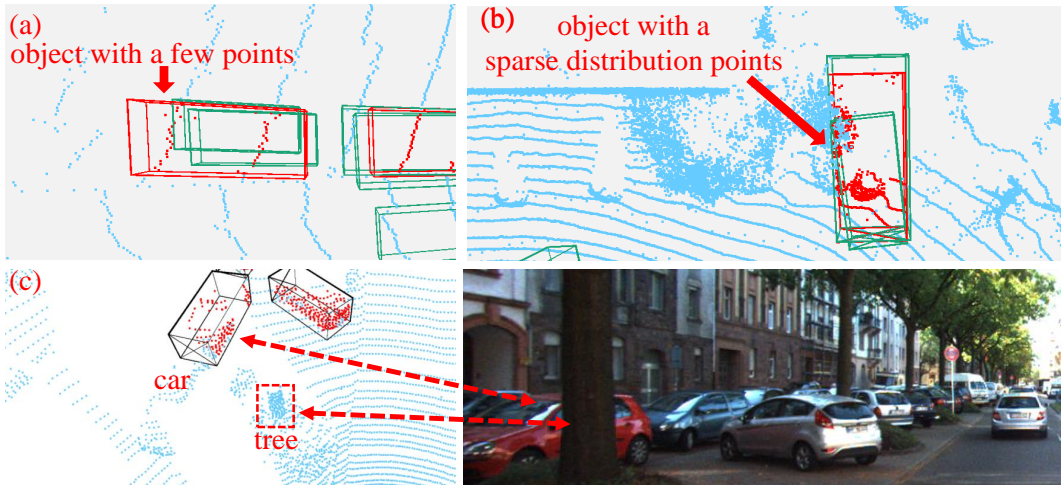 (a)
object with a few points
(b)
object with a
sparse distribution points
(c)
car
tree